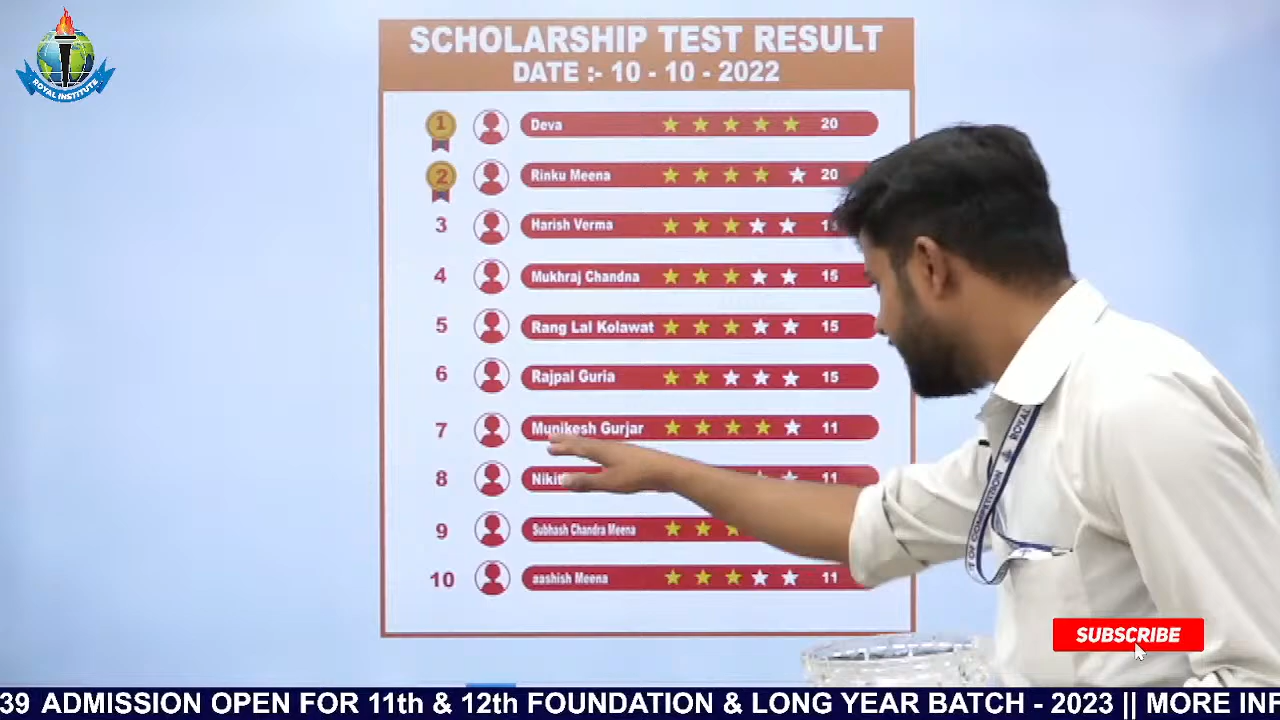 ROYAL INSTITUTE
SCHOLARSHIP TEST RESULT
DATE :- 10 - 10 - 2022
1 Deva 20
2 Rinku Meena 20
3 Harish Verma
4 Mukhraj Chandna 15
5 Rang Lal Kolawat 15
6 Rajpal Guria 15
7 Munikesh Gurjar 11
8 11
9 Subhash Chandra Meena
10 aashish Meena 11
ROYAL
OF COMPETITION
SUBSCRIBE
39 ADMISSION OPEN FOR 11th & 12th FOUNDATION & LONG YEAR BATCH - 2023 || MORE INF